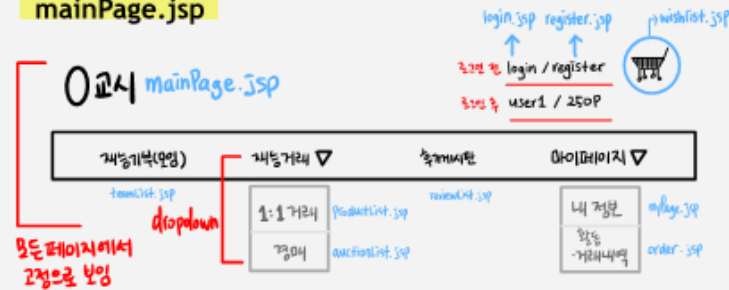 mainPage.jsp
login.jsp register.jsp wishlist.jsp
0교시 mainPage.jsp
로그인 전 login / register
로그인 후 user1 / 250P
재능기부(모임) 재능거래 ▽ 후기게시판 마이페이지 ▽
teamList.jsp reviewList.jsp
dropdown
1:1거래 ProductList.jsp 내 정보 myPage.jsp
경매 auctionList.jsp 활동 order.jsp
·거래내역
모든페이지에서
고정으로 보임